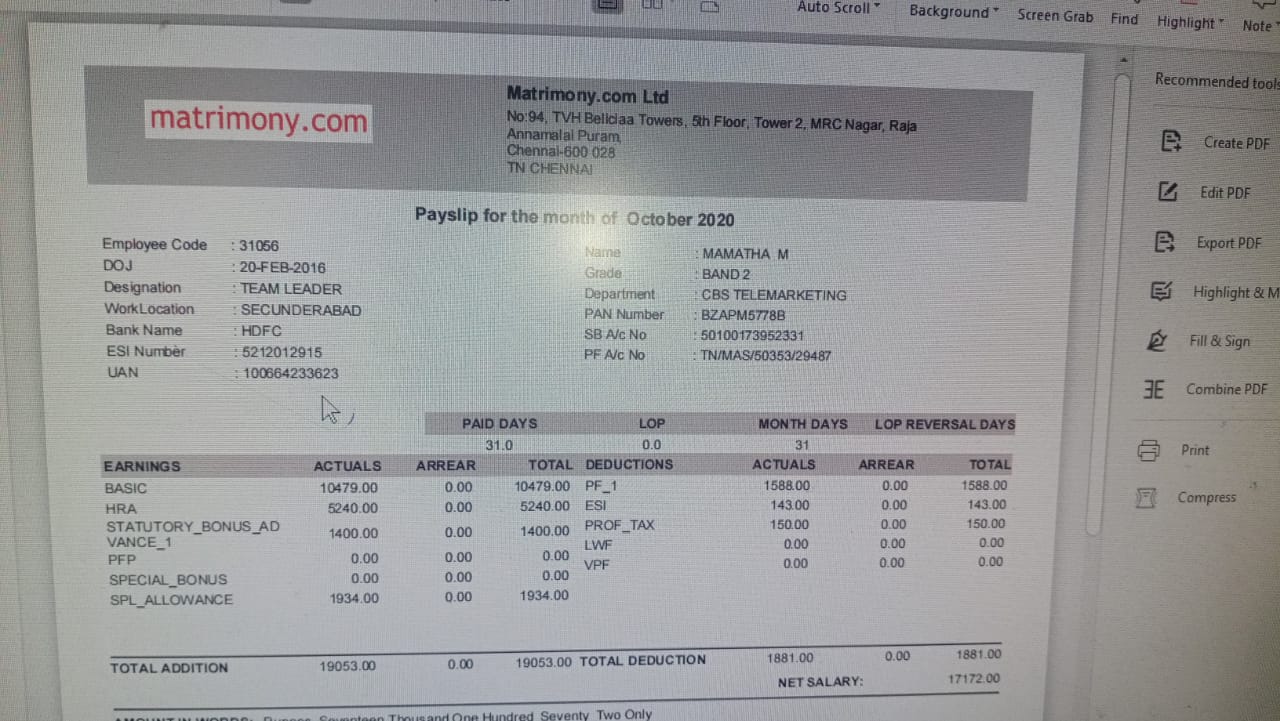 Auto Scroll Background Screen Grab Find Highlight Note
Recommended tools
Create PDF
Edit PDF
Export PDF
Highlight & M
Fill & Sign
Combine PDF
Print
Compress
matrimony.com
Matrimony.com Ltd
No:94, TVH Beliciaa Towers, 5th Floor, Tower 2, MRC Nagar, Raja
Annamalai Puram,
Chennai-600 028
TN CHENNAI
Payslip for the month of October 2020
Employee Code : 31056 Name : MAMATHA M
DOJ : 20-FEB-2016 Grade : BAND 2
Designation : TEAM LEADER Department : CBS TELEMARKETING
WorkLocation : SECUNDERABAD PAN Number : BZAPM5778B
Bank Name : HDFC SB A/c No : 50100173952331
ESI Number : 5212012915 PF A/c No : TN/MAS/50353/29487
UAN : 100664233623
PAID DAYS LOP MONTH DAYS LOP REVERSAL DAYS
31.0 0.0 31
EARNINGS ACTUALS ARREAR TOTAL DEDUCTIONS ACTUALS ARREAR TOTAL
BASIC 10479.00 0.00 10479.00 PF_1 1588.00 0.00 1588.00
HRA 5240.00 0.00 5240.00 ESI 143.00 0.00 143.00
STATUTORY_BONUS_AD 1400.00 0.00 1400.00 PROF_TAX 150.00 0.00 150.00
VANCE_1 LWF 0.00 0.00 0.00
PFP 0.00 0.00 0.00 VPF 0.00 0.00 0.00
SPECIAL_BONUS 0.00 0.00 0.00
SPL_ALLOWANCE 1934.00 0.00 1934.00
TOTAL ADDITION 19053.00 0.00 19053.00 TOTAL DEDUCTION 1881.00 0.00 1881.00
NET SALARY: 17172.00
AMOUNT IN WORDS: Rupees Seventeen Thousand One Hundred Seventy Two Only